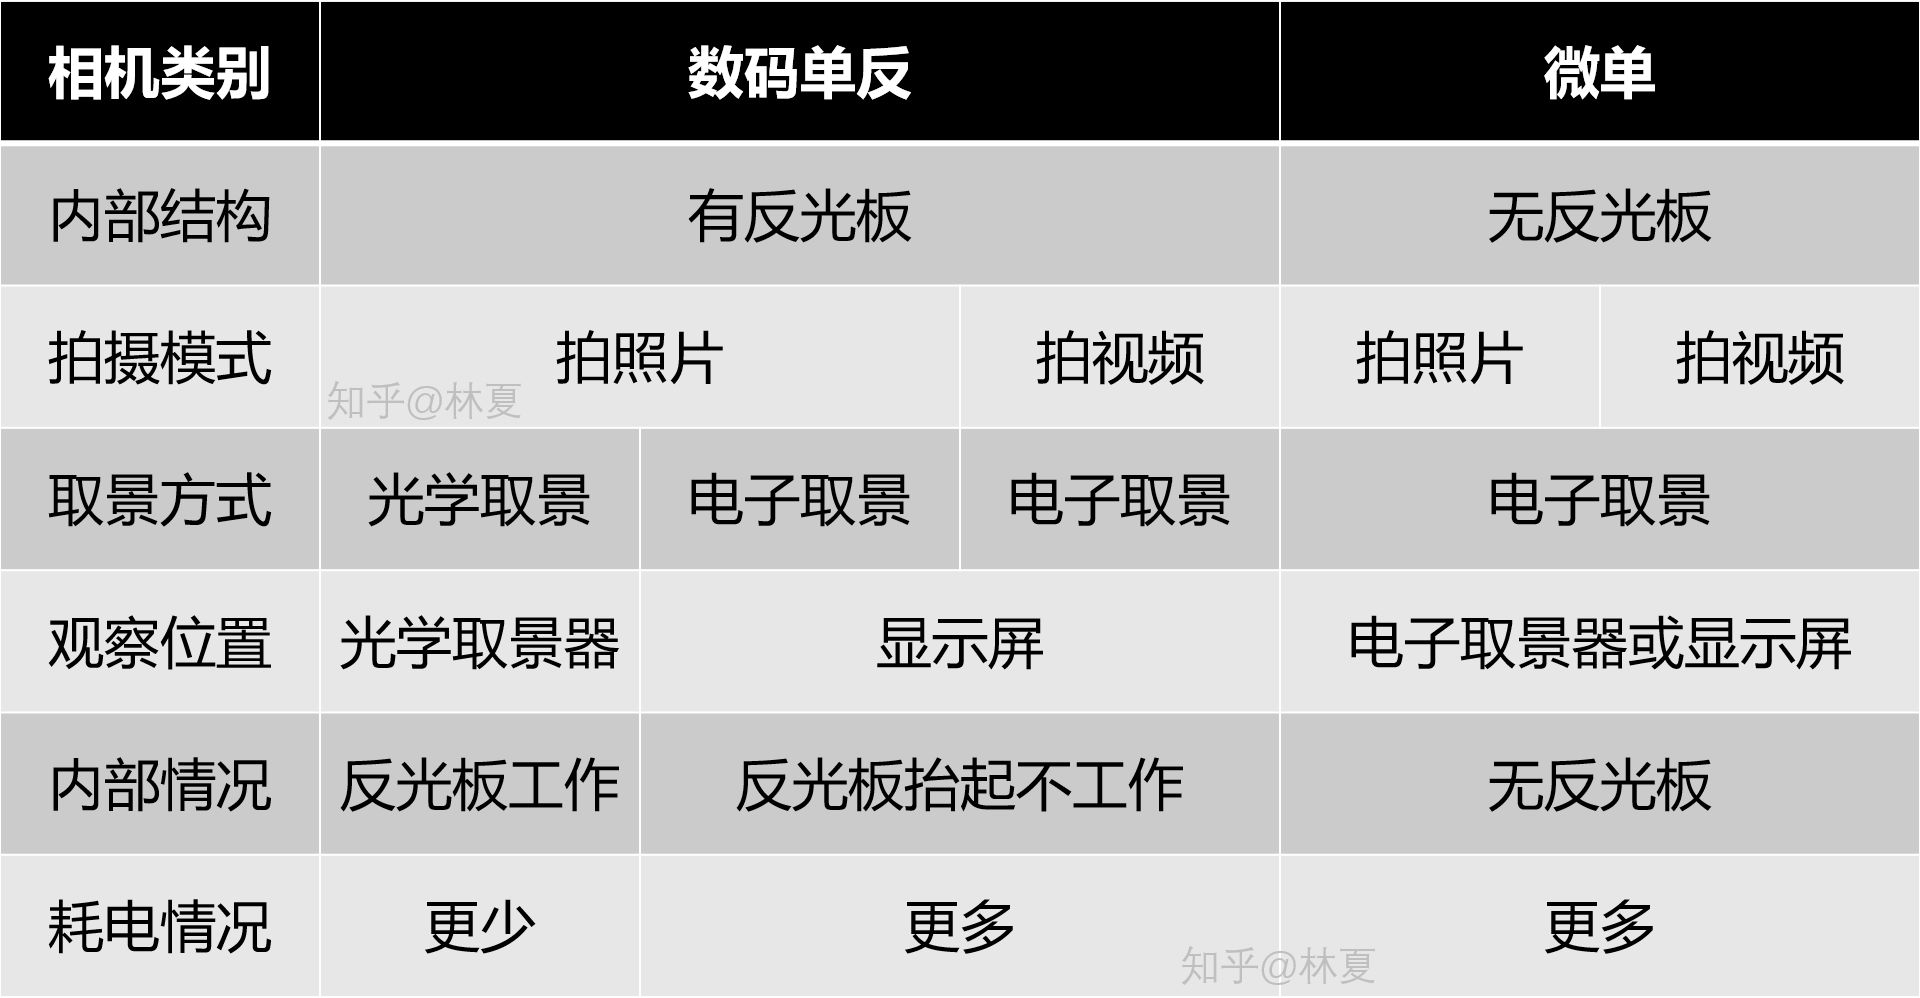 相机类别 数码单反 微单
内部结构 有反光板 无反光板
拍摄模式 拍照片 拍视频 拍照片 拍视频
知乎@林夏
取景方式 光学取景 电子取景 电子取景 电子取景
观察位置 光学取景器 显示屏 电子取景器或显示屏
内部情况 反光板工作 反光板抬起不工作 无反光板
耗电情况 更少 更多 更多
知乎@林夏